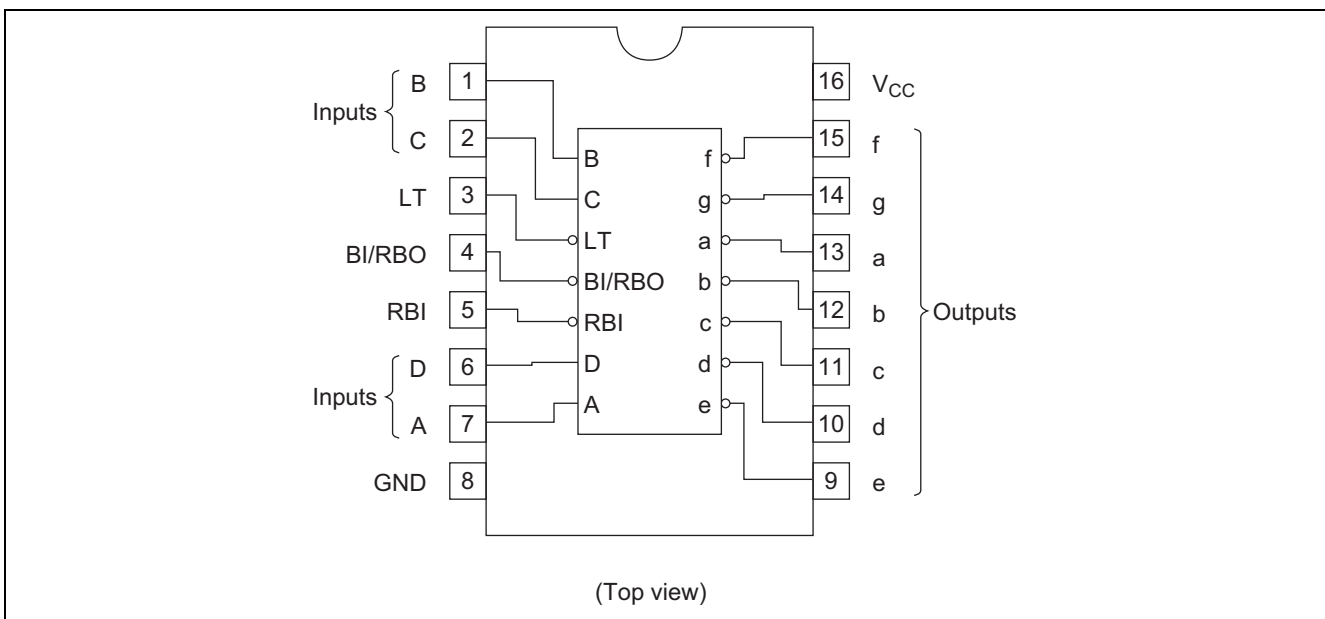 B 1 16 VCC
Inputs
C 2 15 f
B f
LT 3 14 g
C g
LT a
BI/RBO 4 13 a
BI/RBO b
RBI 5 12 b
Outputs
RBI c
D 6 11 c
D d
Inputs
A e
A 7 10 d
GND 8 9 e
(Top view)